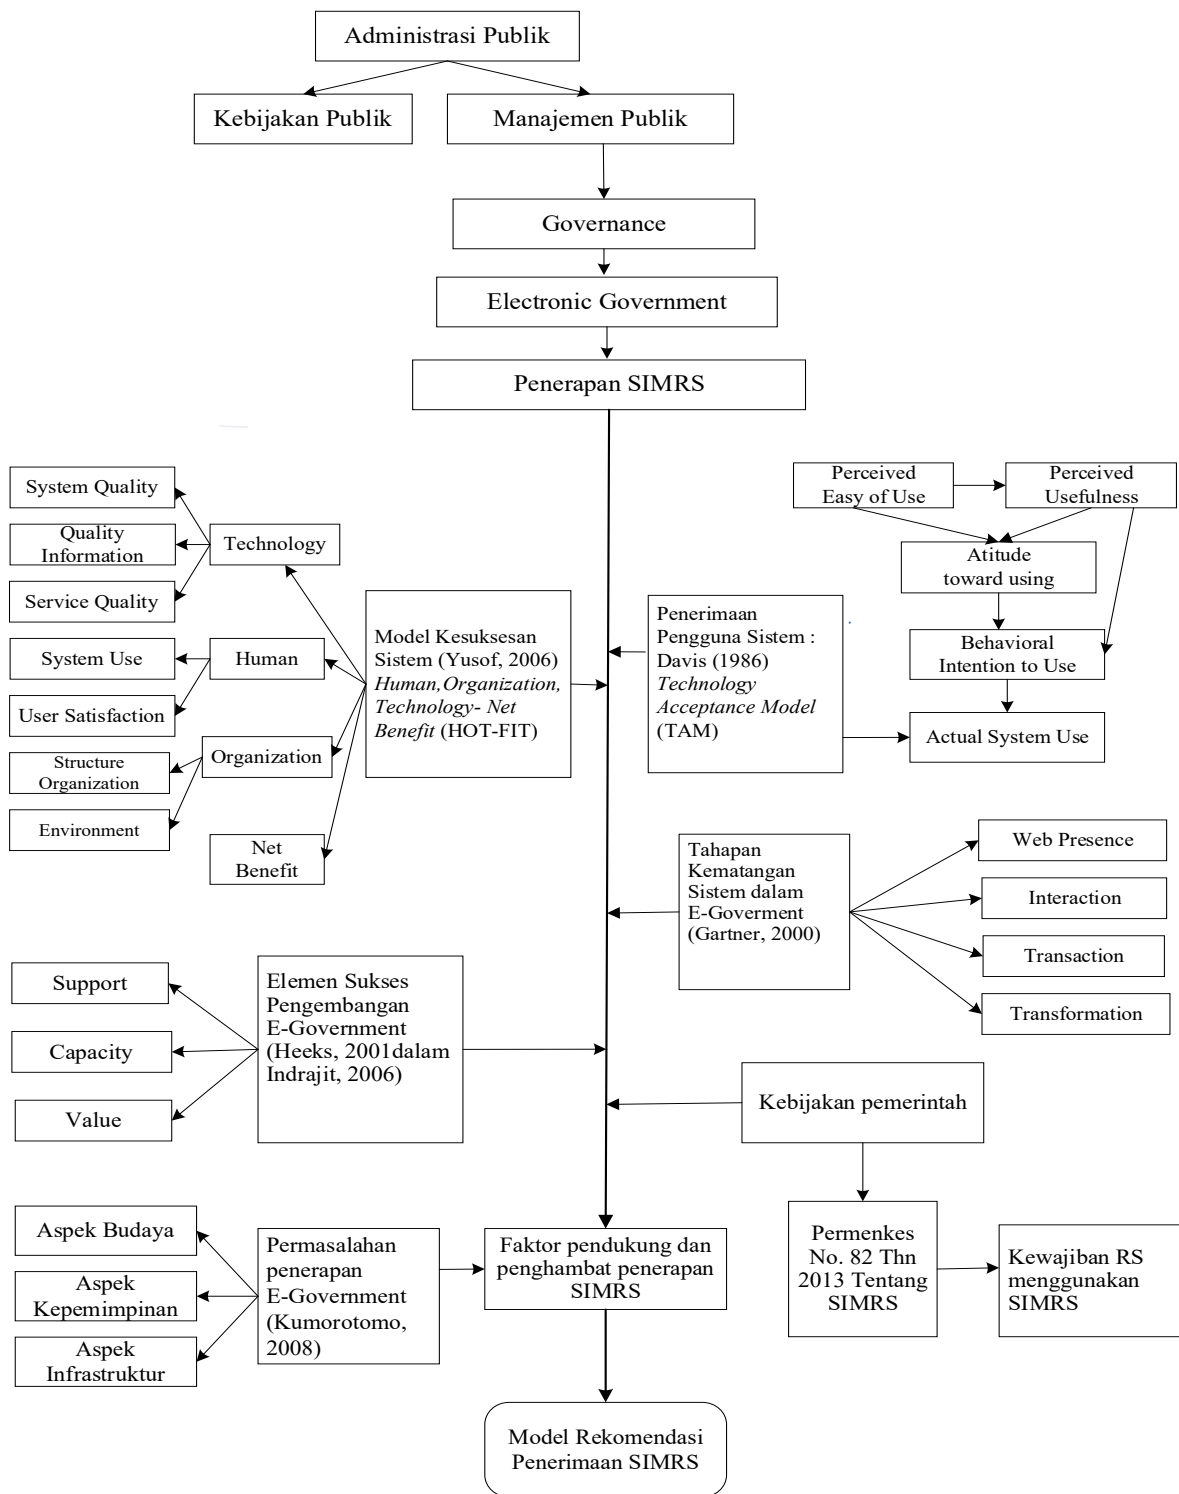 Administrasi Publik
Kebijakan Publik
Manajemen Publik
Governance
Electronic Government
Penerapan SIMRS
System Quality
Quality
Information
Service Quality
Technology
System Use
User Satisfaction
Human
Structure
Organization
Environment
Organization
Net
Benefit
Model Kesuksesan
Sistem (Yusof, 2006)
Human,Organization,
Technology- Net
Benefit (HOT-FIT)
Penerimaan
Pengguna Sistem :
Davis (1986)
Technology
Acceptance Model
(TAM)
Perceived
Easy of Use
Perceived
Usefulness
Atitude
toward using
Behavioral
Intention to Use
Actual System Use
Tahapan
Kematangan
Sistem dalam
E-Goverment
(Gartner, 2000)
Web Presence
Interaction
Transaction
Transformation
Support
Capacity
Value
Elemen Sukses
Pengembangan
E-Government
(Heeks, 2001dalam
Indrajit, 2006)
Kebijakan pemerintah
Permenkes
No. 82 Thn
2013 Tentang
SIMRS
Kewajiban RS
menggunakan
SIMRS
Aspek Budaya
Aspek
Kepemimpinan
Aspek
Infrastruktur
Permasalahan
penerapan
E-Government
(Kumorotomo,
2008)
Faktor pendukung dan
penghambat penerapan
SIMRS
Model Rekomendasi
Penerimaan SIMRS